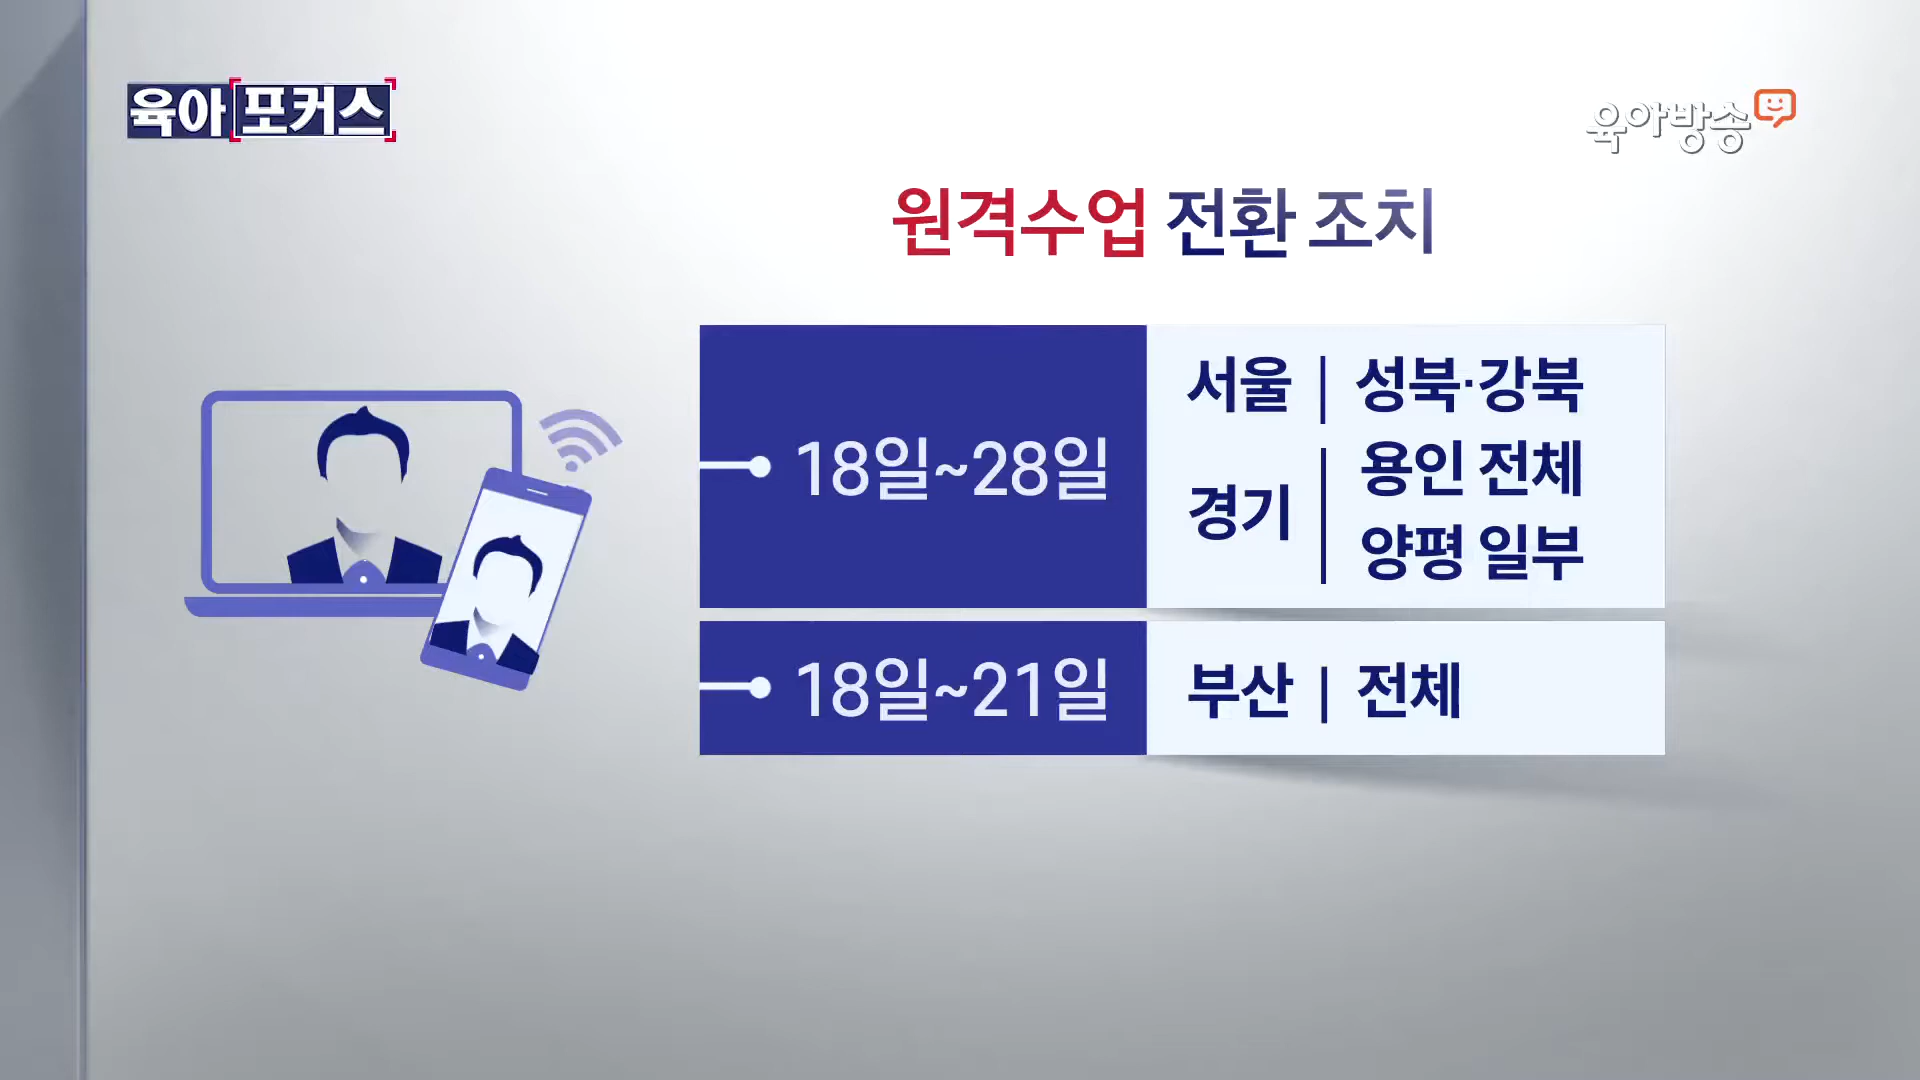 육아포커스
육아방송
원격수업 전환 조치
18일~28일
서울 성북·강북
경기
용인 전체
양평 일부
18일~21일
부산 전체